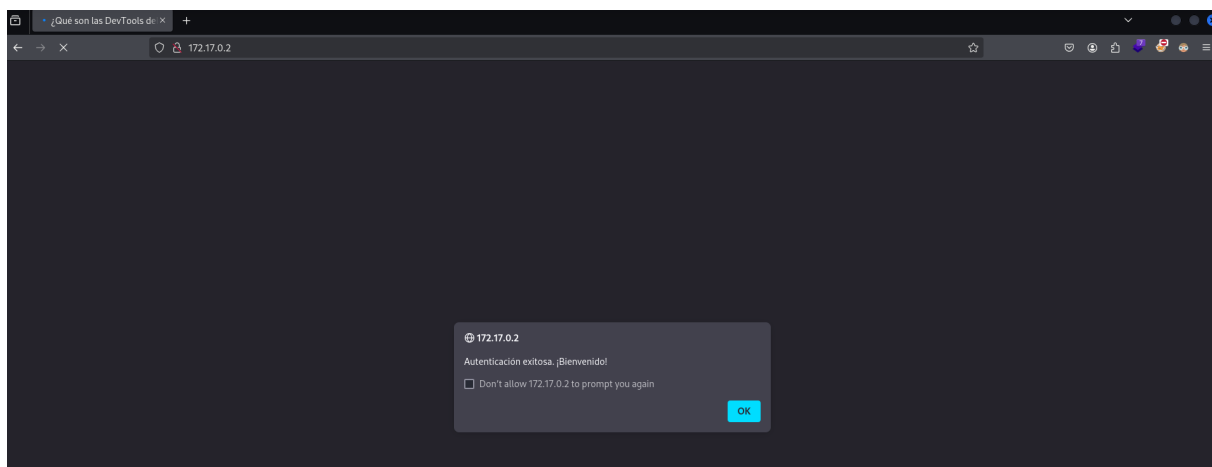 ¿Qué son las DevTools de
172.17.0.2
7
172.17.0.2
Autenticación exitosa. ¡Bienvenido!
Don't allow 172.17.0.2 to prompt you again
OK